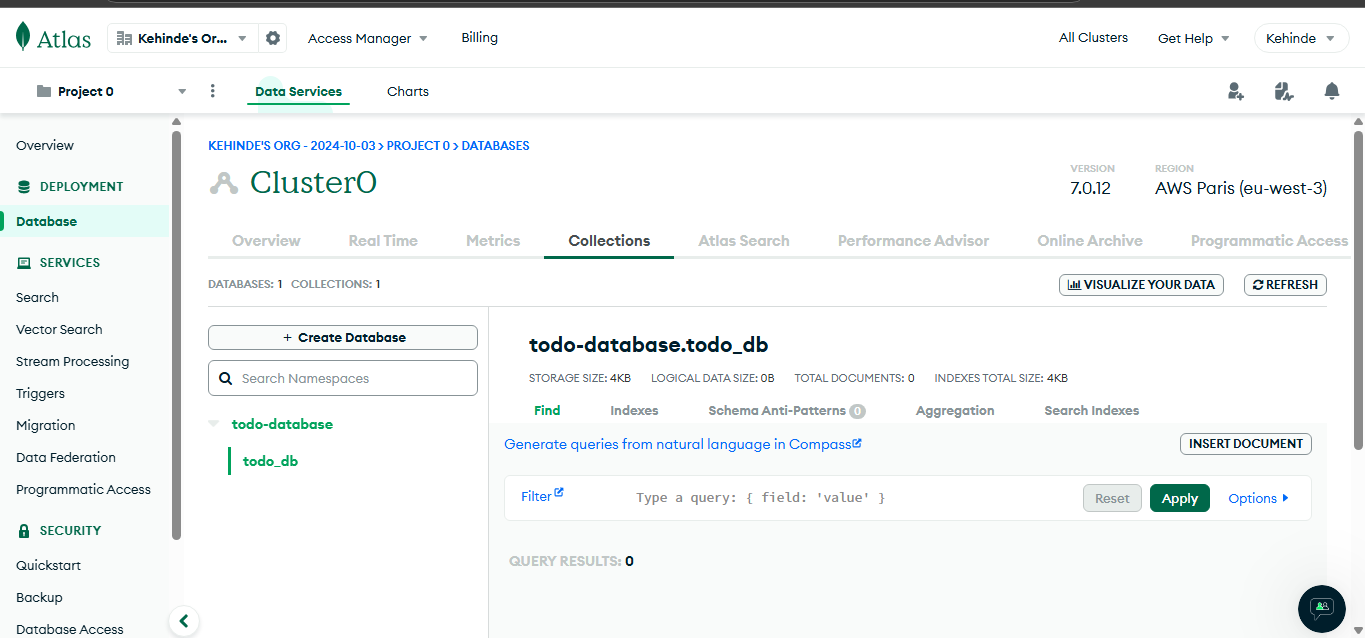 Atlas
Kehinde's Or...
Access Manager
Billing
All Clusters
Get Help
Kehinde
Project 0
Data Services
Charts
Overview
DEPLOYMENT
Database
SERVICES
Search
Vector Search
Stream Processing
Triggers
Migration
Data Federation
Programmatic Access
SECURITY
Quickstart
Backup
Database Access
KEHINDE'S ORG - 2024-10-03 > PROJECT 0 > DATABASES
Cluster0
VERSION
7.0.12
REGION
AWS Paris (eu-west-3)
Overview
Real Time
Metrics
Collections
Atlas Search
Performance Advisor
Online Archive
Programmatic Access
DATABASES: 1 COLLECTIONS: 1
VISUALIZE YOUR DATA
REFRESH
+ Create Database
Search Namespaces
todo-database
todo_db
todo-database.todo_db
STORAGE SIZE: 4KB
LOGICAL DATA SIZE: 0B
TOTAL DOCUMENTS: 0
INDEXES TOTAL SIZE: 4KB
Find
Indexes
Schema Anti-Patterns 0
Aggregation
Search Indexes
Generate queries from natural language in Compass
INSERT DOCUMENT
Filter
Type a query: { field: 'value' }
Reset
Apply
Options
QUERY RESULTS: 0